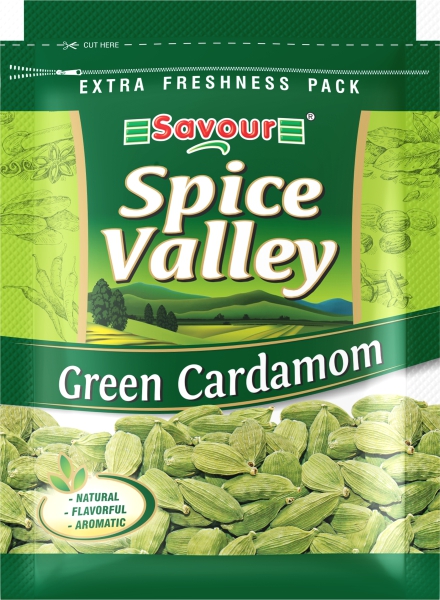 CUT HERE
EXTRA FRESHNESS PACK
Savour®
Spice
Valley
Green Cardamom
- NATURAL
- FLAVORFUL
- AROMATIC